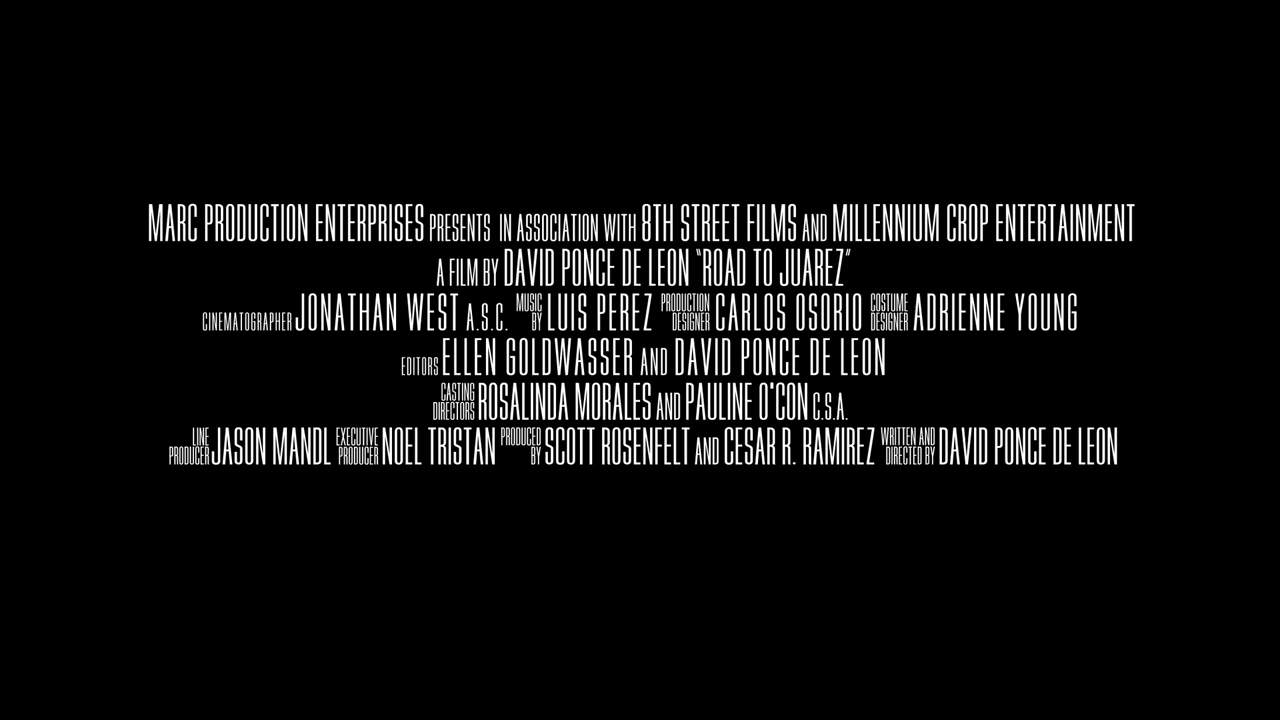 MARC PRODUCTION ENTERPRISES PRESENTS IN ASSOCIATION WITH 8TH STREET FILMS AND MILLENNIUM CROP ENTERTAINMENT
A FILM BY DAVID PONCE DE LEON "ROAD TO JUAREZ"
CINEMATOGRAPHER JONATHAN WEST A.S.C. MUSIC BY LUIS PEREZ PRODUCTION DESIGNER CARLOS OSORIO COSTUME DESIGNER ADRIENNE YOUNG
EDITORS ELLEN GOLDWASSER AND DAVID PONCE DE LEON
CASTING DIRECTORS ROSALINDA MORALES AND PAULINE O'CON C.S.A.
LINE PRODUCER JASON MANDL EXECUTIVE PRODUCER NOEL TRISTAN PRODUCED BY SCOTT ROSENFELT AND CESAR R. RAMIREZ WRITTEN AND DIRECTED BY DAVID PONCE DE LEON